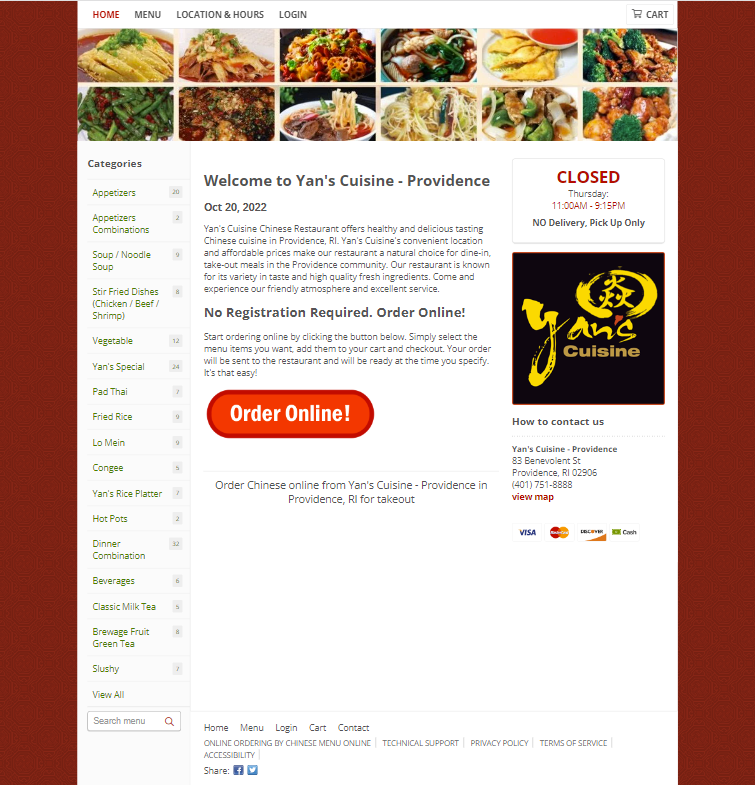 HOME MENU LOCATION & HOURS LOGIN CART
Categories
Appetizers 20
Appetizers 2
Combinations
Soup / Noodle 9
Soup
Stir Fried Dishes 8
(Chicken / Beef /
Shrimp)
Vegetable 12
Yan's Special 24
Pad Thai 7
Fried Rice 9
Lo Mein 9
Congee 5
Yan's Rice Platter 7
Hot Pots 2
Dinner 32
Combination
Beverages 6
Classic Milk Tea 5
Brewage Fruit 8
Green Tea
Slushy 7
View All
Search menu
Welcome to Yan's Cuisine - Providence
Oct 20, 2022
Yan's Cuisine Chinese Restaurant offers healthy and delicious tasting
Chinese cuisine in Providence, RI. Yan's Cuisine's convenient location
and affordable prices make our restaurant a natural choice for dine-in,
take-out meals in the Providence community. Our restaurant is known
for its variety in taste and high quality fresh ingredients. Come and
experience our friendly atmosphere and excellent service.
No Registration Required. Order Online!
Start ordering online by clicking the button below. Simply select the
menu items you want, add them to your cart and checkout. Your order
will be sent to the restaurant and will be ready at the time you specify.
It's that easy!
Order Online!
Order Chinese online from Yan's Cuisine - Providence in
Providence, RI for takeout
CLOSED
Thursday:
11:00AM - 9:15PM
NO Delivery, Pick Up Only
焱
Yan's
Cuisine
How to contact us
Yan's Cuisine - Providence
83 Benevolent St
Providence, RI 02906
(401) 751-8888
view map
VISA MasterCard DISCOVER Cash
Home Menu Login Cart Contact
ONLINE ORDERING BY CHINESE MENU ONLINE | TECHNICAL SUPPORT | PRIVACY POLICY | TERMS OF SERVICE |
ACCESSIBILITY |
Share: